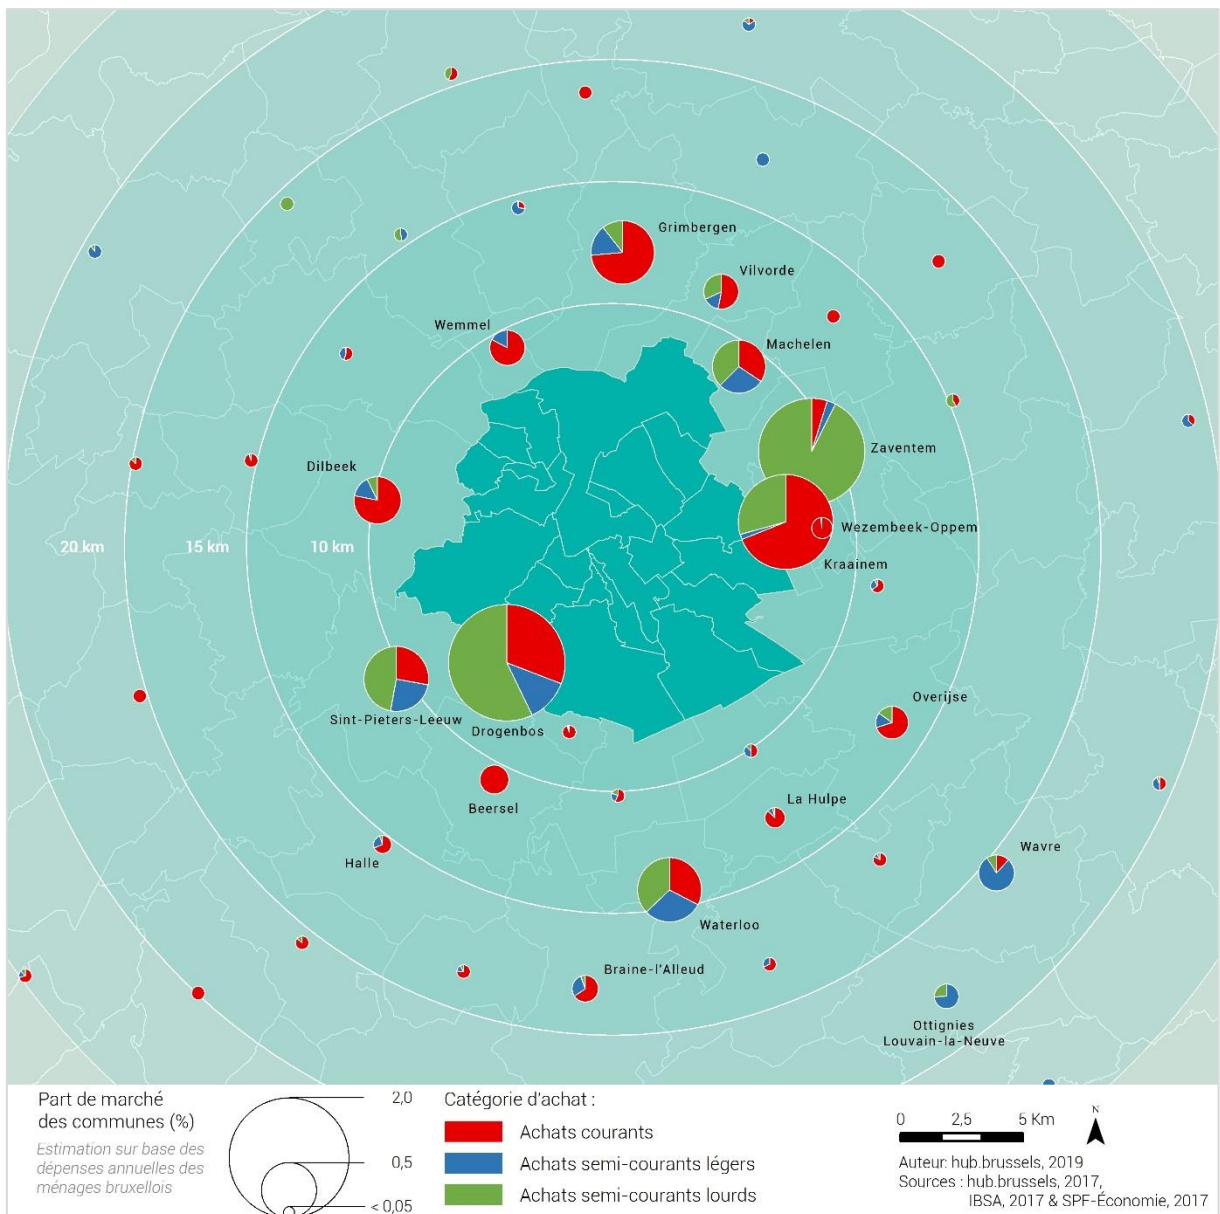 Grimbergen
Vilvorde
Wemmel
Machelen
Zaventem
Dilbeek
Wezembeek-Oppem
20 km
15 km
10 km
Kraainem
Overijse
Sint-Pieters-Leeuw
Drogenbos
Beersel
La Hulpe
Halle
Wavre
Waterloo
Braine-l'Alleud
Ottignies
Louvain-la-Neuve
Part de marché
des communes (%)
Estimation sur base des
dépenses annuelles des
ménages bruxellois
2,0
0,5
< 0,05
Catégorie d'achat :
Achats courants
Achats semi-courants légers
Achats semi-courants lourds
0 2,5 5 Km
N
Auteur: hub.brussels, 2019
Sources : hub.brussels, 2017,
IBSA, 2017 & SPF-Économie, 2017